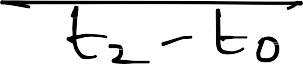 t₂ - t₀